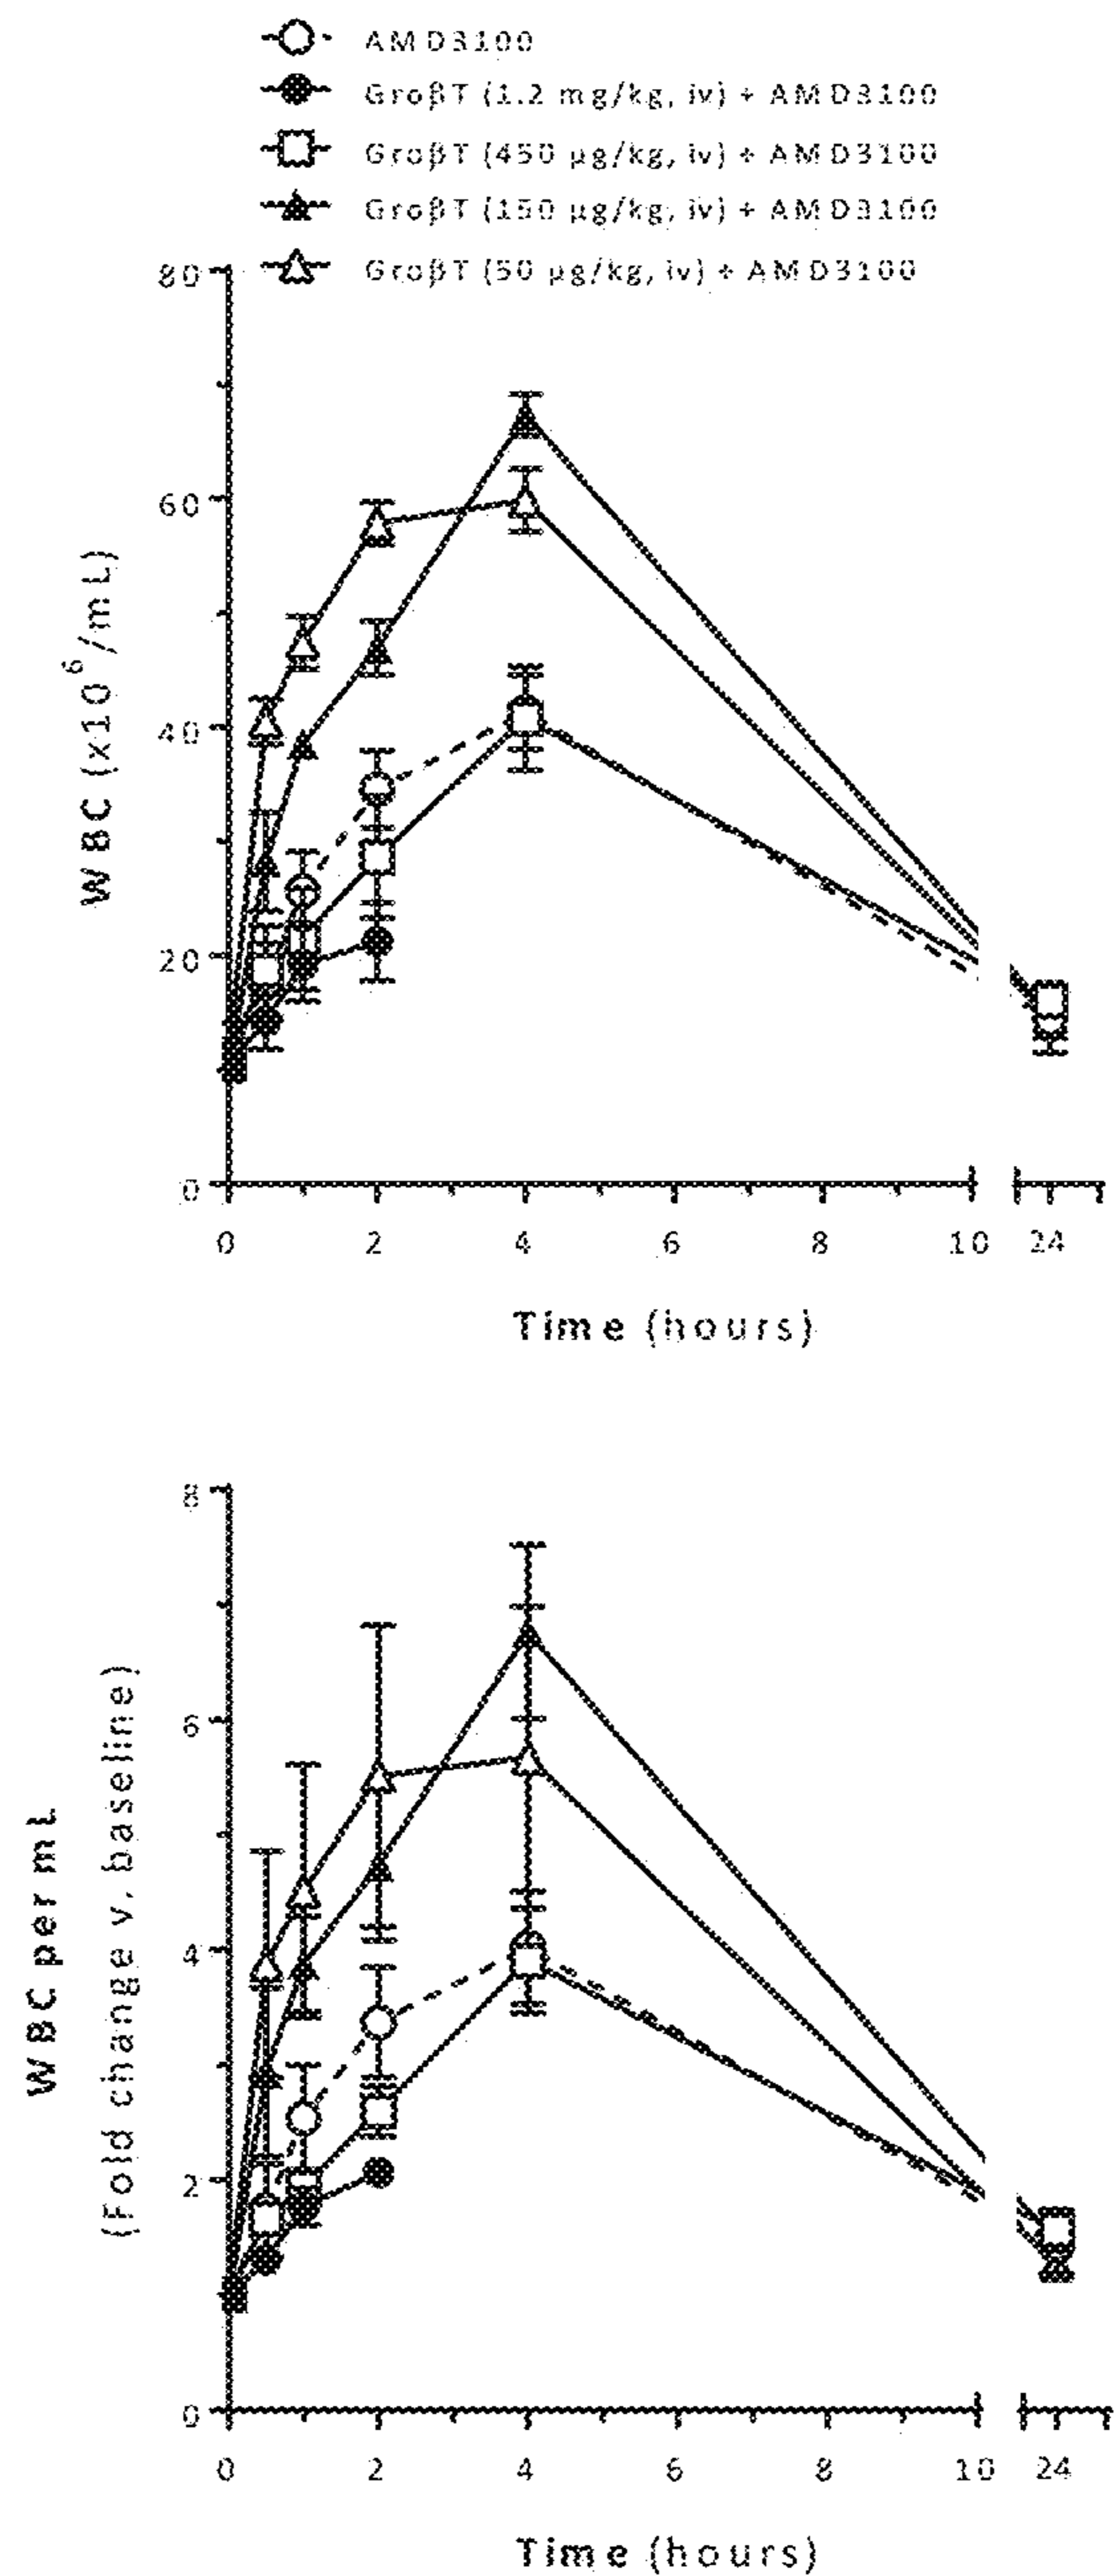 AMD3100
GroβT (1.2 mg/kg, iv) + AMD3100
GroβT (450 µg/kg, iv) + AMD3100
GroβT (150 µg/kg, iv) + AMD3100
GroβT (50 µg/kg, iv) + AMD3100
80
60
40
20
0
WBC (x10⁶/mL)
0 2 4 6 8 10 24
Time (hours)
8
6
4
2
0
WBC per mL
(Fold change v. baseline)
0 2 4 6 8 10 24
Time (hours)